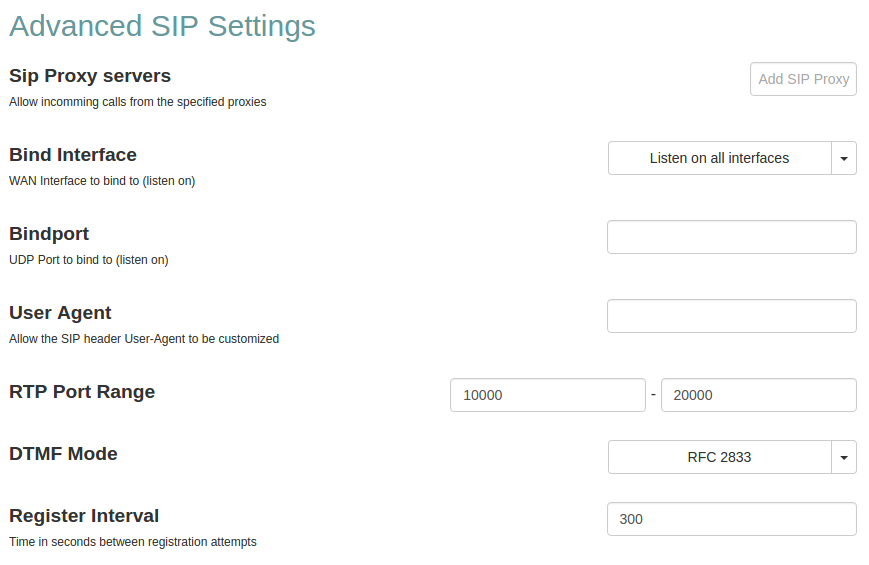 Advanced SIP Settings
Sip Proxy servers
Add SIP Proxy
Allow incomming calls from the specified proxies
Bind Interface
Listen on all interfaces
WAN Interface to bind to (listen on)
Bindport
UDP Port to bind to (listen on)
User Agent
Allow the SIP header User-Agent to be customized
RTP Port Range
10000 - 20000
DTMF Mode
RFC 2833
Register Interval
300
Time in seconds between registration attempts